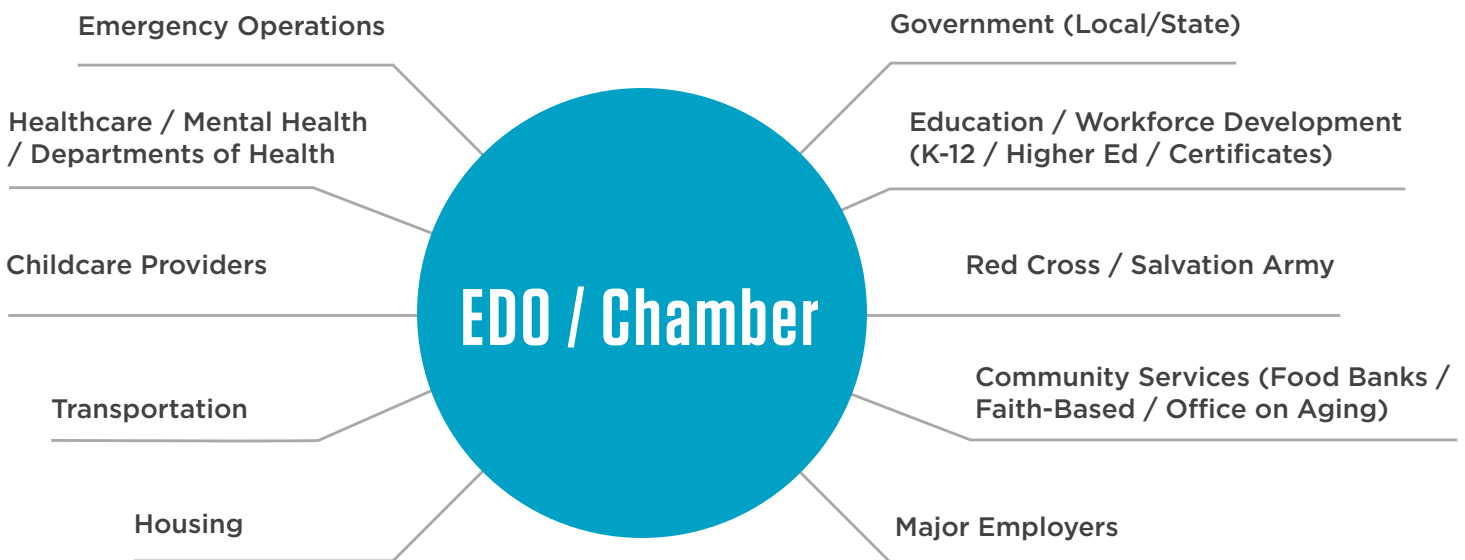 Emergency Operations
Healthcare / Mental Health
/ Departments of Health
Childcare Providers
Transportation
Housing
EDO / Chamber
Government (Local/State)
Education / Workforce Development
(K-12 / Higher Ed / Certificates)
Red Cross / Salvation Army
Community Services (Food Banks /
Faith-Based / Office on Aging)
Major Employers